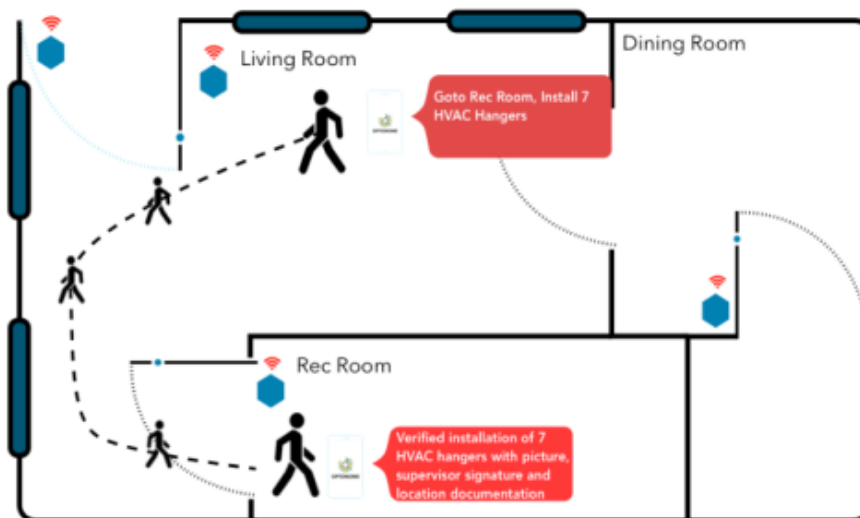 Living Room
Dining Room
Goto Rec Room, Install 7
HVAC Hangers
Rec Room
Verified installation of 7
HVAC hangers with picture,
supervisor signature and
location documentation